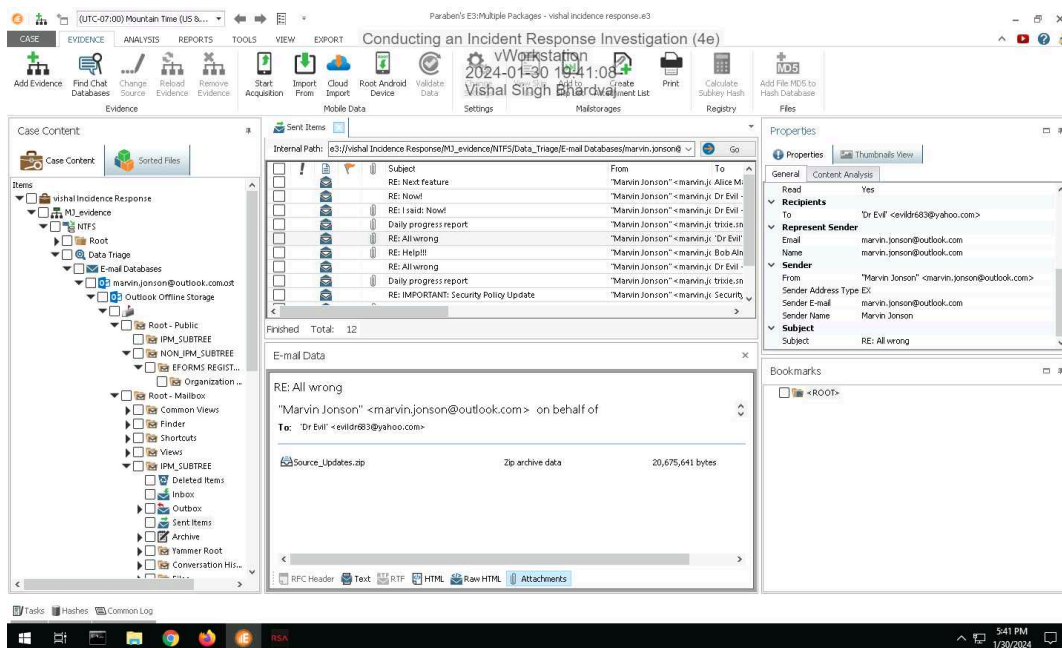 (UTC-07:00) Mountain Time (US &...
Paraben's E3:Multiple Packages - vishal incidence response.e3
CASE EVIDENCE ANALYSIS REPORTS TOOLS VIEW EXPORT
Conducting an Incident Response Investigation (4e)
vWorkstation
2024-01-30 19:41:08
Vishal Singh Bhardvaj
Add Evidence
Find Chat Databases
Change Source
Reload Evidence
Remove Evidence
Start Acquisition
Import From
Cloud Import
Root Android Device
Validate Data
Create
Print
Calculate Subkey Hash
Add File MD5 to Hash Database
Evidence Mobile Data Settings Mailstorages Registry Files
Case Content
Case Content Sorted Files
Items
vishal Incidence Response
MJ_evidence
NTFS
Root
Data Triage
E-mail Databases
marvin.jonson@outlook.com.ost
Outlook Offline Storage
Root - Public
IPM_SUBTREE
NON_IPM_SUBTREE
EFORMS REGIST...
Organization ...
Root - Mailbox
Common Views
Finder
Shortcuts
Views
IPM_SUBTREE
Deleted Items
Inbox
Outbox
Sent Items
Archive
Yammer Root
Conversation His...
Sent Items
Internal Path: e3://vishal Incidence Response/MJ_evidence/NTFS/Data_Triage/E-mail Databases/marvin.jonson@ Go
! Subject From To
RE: Next feature "Marvin Jonson" <marvin.jc Alice M
RE: Now! "Marvin Jonson" <marvin.jc Dr Evil -
RE: I said: Now! "Marvin Jonson" <marvin.jc Dr Evil -
Daily progress report "Marvin Jonson" <marvin.jc trixie.sn
RE: All wrong "Marvin Jonson" <marvin.jc 'Dr Evil'
RE: Help!!! "Marvin Jonson" <marvin.jc Bob Aln
RE: All wrong "Marvin Jonson" <marvin.jc Dr Evil -
Daily progress report "Marvin Jonson" <marvin.jc trixie.sn
RE: IMPORTANT: Security Policy Update "Marvin Jonson" <marvin.jc Security
Finished Total: 12
E-mail Data
RE: All wrong
"Marvin Jonson" <marvin.jonson@outlook.com> on behalf of
To: 'Dr Evil' <evildr683@yahoo.com>
Source_Updates.zip Zip archive data 20,675,641 bytes
RFC Header Text RTF HTML Raw HTML Attachments
Properties
Properties Thumbnails View
General Content Analysis
Read Yes
Recipients
To 'Dr Evil' <evildr683@yahoo.com>
Represent Sender
Email marvin.jonson@outlook.com
Name marvin.jonson@outlook.com
Sender
From "Marvin Jonson" <marvin.jonson@outlook.com>
Sender Address Type EX
Sender E-mail marvin.jonson@outlook.com
Sender Name Marvin Jonson
Subject
Subject RE: All wrong
Bookmarks
<ROOT>
Tasks Hashes Common Log
RSA
5:41 PM
1/30/2024